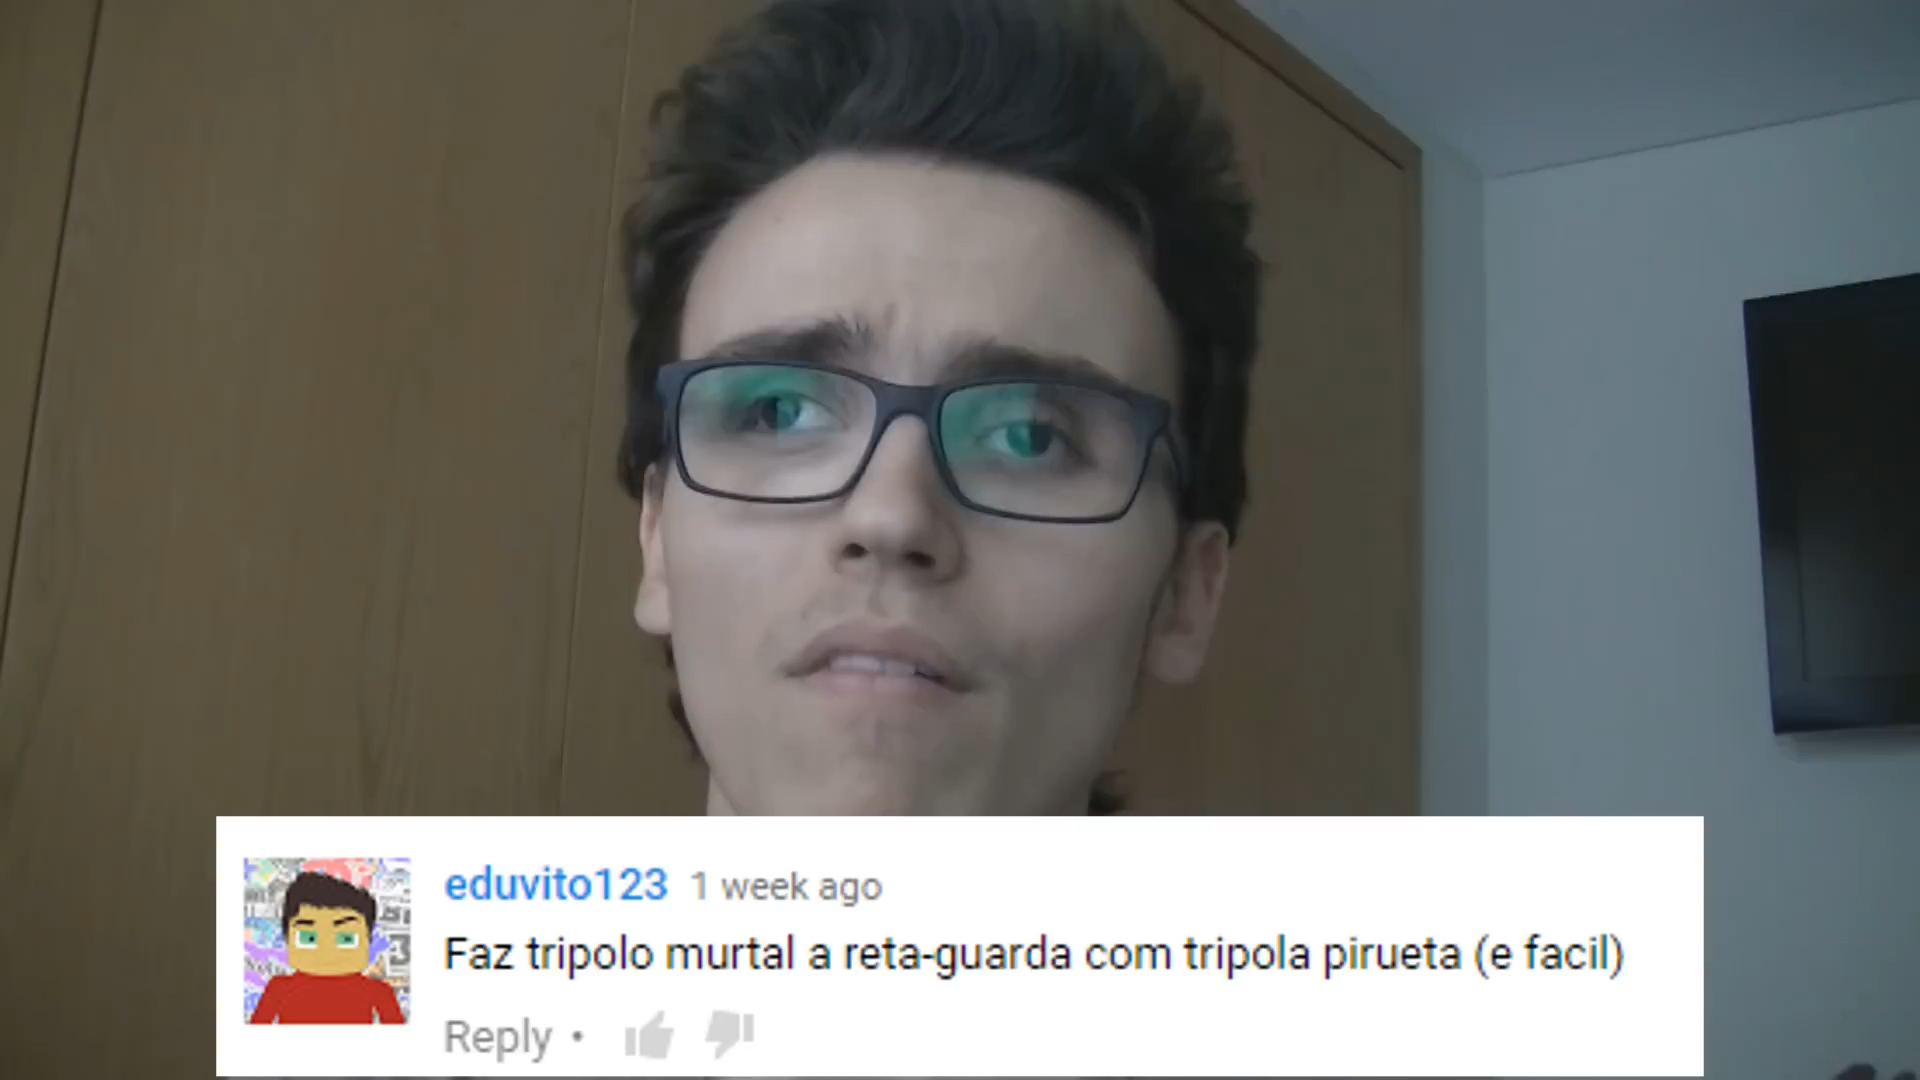 eduvito123 1 week ago
Faz tripolo murtal a reta-guarda com tripola pirueta (e facil)
Reply •